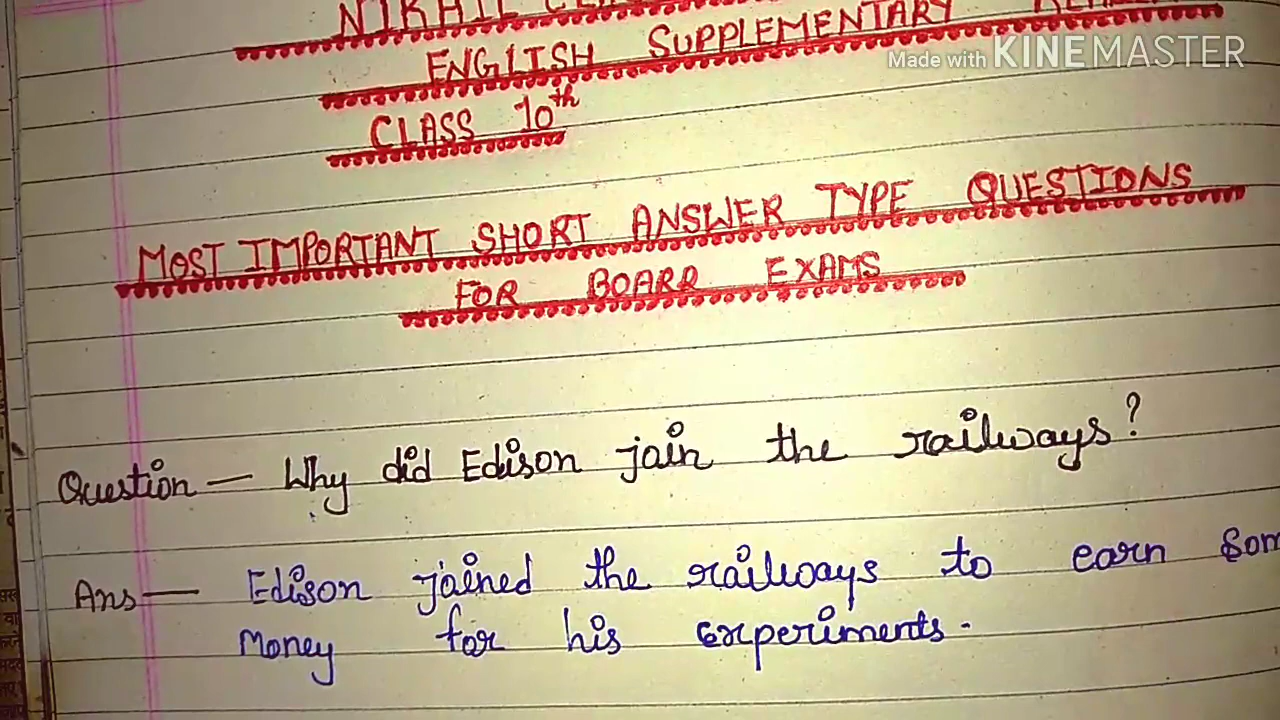 ENGLISH SUPPLEMENTARY
Made with KINEMASTER
CLASS 10th
MOST IMPORTANT SHORT ANSWER TYPE QUESTIONS
FOR BOARD EXAMS
Question — Why did Edison join the railways?
Ans — Edison joined the railways to earn Som
Money for his experiments.